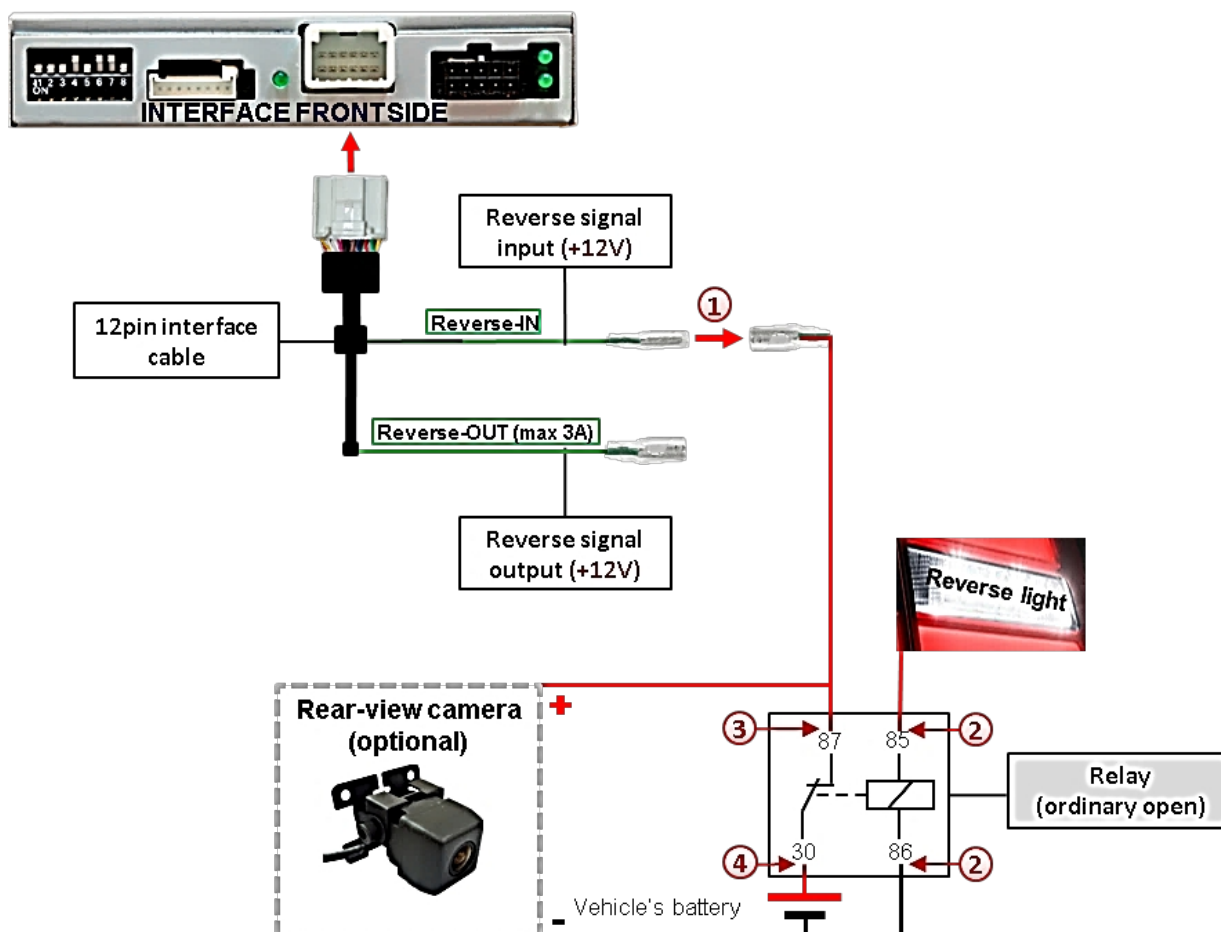 1 2 3 4 5 6 7 8
ON
INTERFACE FRONTSIDE
Reverse signal
input (+12V)
1
Reverse-IN
12pin interface
cable
Reverse-OUT (max 3A)
Reverse signal
output (+12V)
Reverse light
Rear-view camera
(optional)
+
3
87
85
2
Relay
(ordinary open)
4
30
86
2
- Vehicle's battery